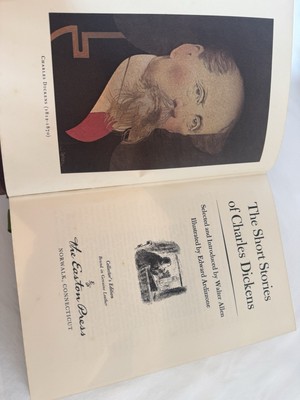 CHARLES DICKENS (1812-1870)
The Short Stories
of Charles Dickens
Selected and Introduced by Walter Allen
Illustrated by Edward Ardizzone
Collector's Edition
Bound in Genuine Leather
The Easton Press
NORWALK, CONNECTICUT